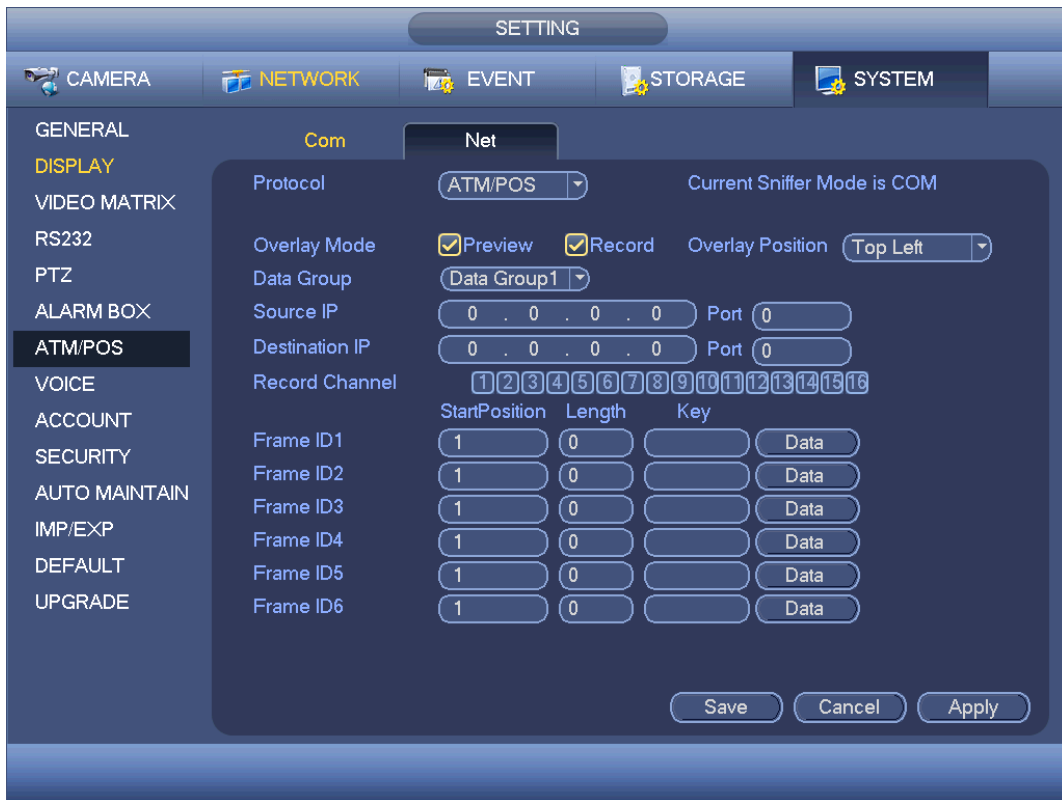 SETTING
CAMERA NETWORK EVENT STORAGE SYSTEM
GENERAL
DISPLAY
VIDEO MATRIX
RS232
PTZ
ALARM BOX
ATM/POS
VOICE
ACCOUNT
SECURITY
AUTO MAINTAIN
IMP/EXP
DEFAULT
UPGRADE
Com Net
Protocol ATM/POS Current Sniffer Mode is COM
Overlay Mode Preview Record Overlay Position Top Left
Data Group Data Group1
Source IP 0 . 0 . 0 . 0 Port 0
Destination IP 0 . 0 . 0 . 0 Port 0
Record Channel 1 2 3 4 5 6 7 8 9 10 11 12 13 14 15 16
StartPosition Length Key
Frame ID1 1 0 Data
Frame ID2 1 0 Data
Frame ID3 1 0 Data
Frame ID4 1 0 Data
Frame ID5 1 0 Data
Frame ID6 1 0 Data
Save Cancel Apply